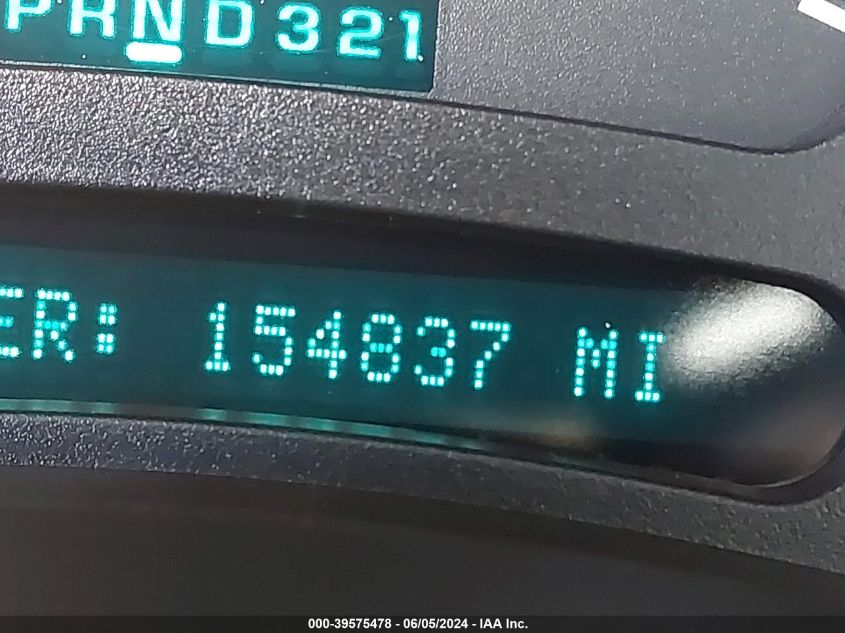 PRND321
ER: 154837 MI
000-39575478 - 06/05/2024 - IAA Inc.